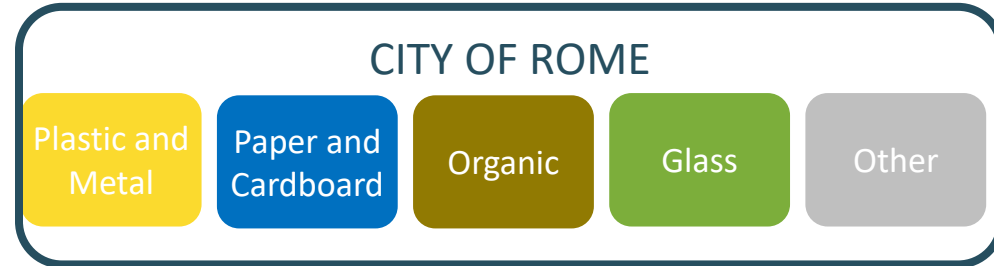 CITY OF ROME
Plastic and
Metal
Paper and
Cardboard
Organic
Glass
Other